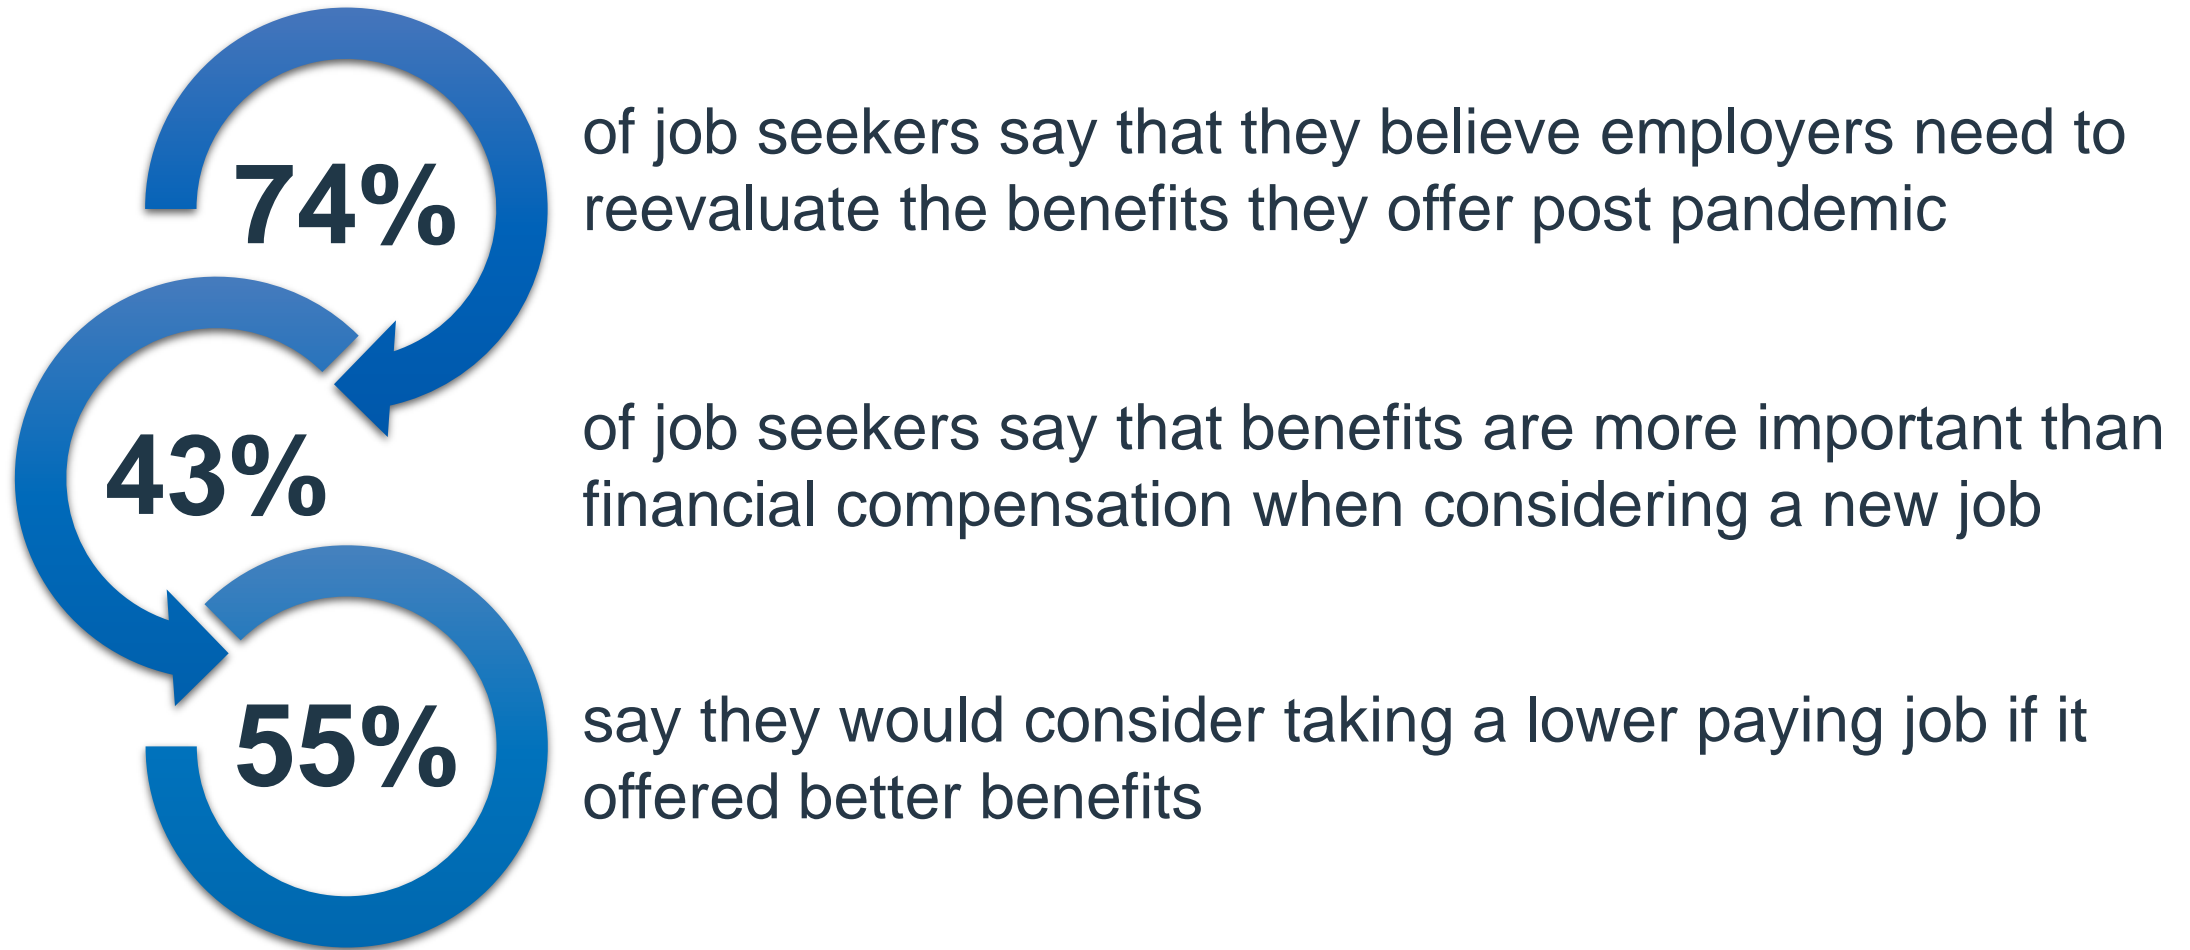 74%
of job seekers say that they believe employers need to
reevaluate the benefits they offer post pandemic
43%
of job seekers say that benefits are more important than
financial compensation when considering a new job
55%
say they would consider taking a lower paying job if it
offered better benefits